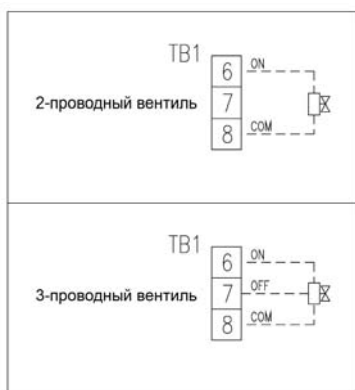 TB1
6 ON
2-проводный вентиль 7
8 COM
TB1
6 ON
3-проводный вентиль 7 OFF
8 COM